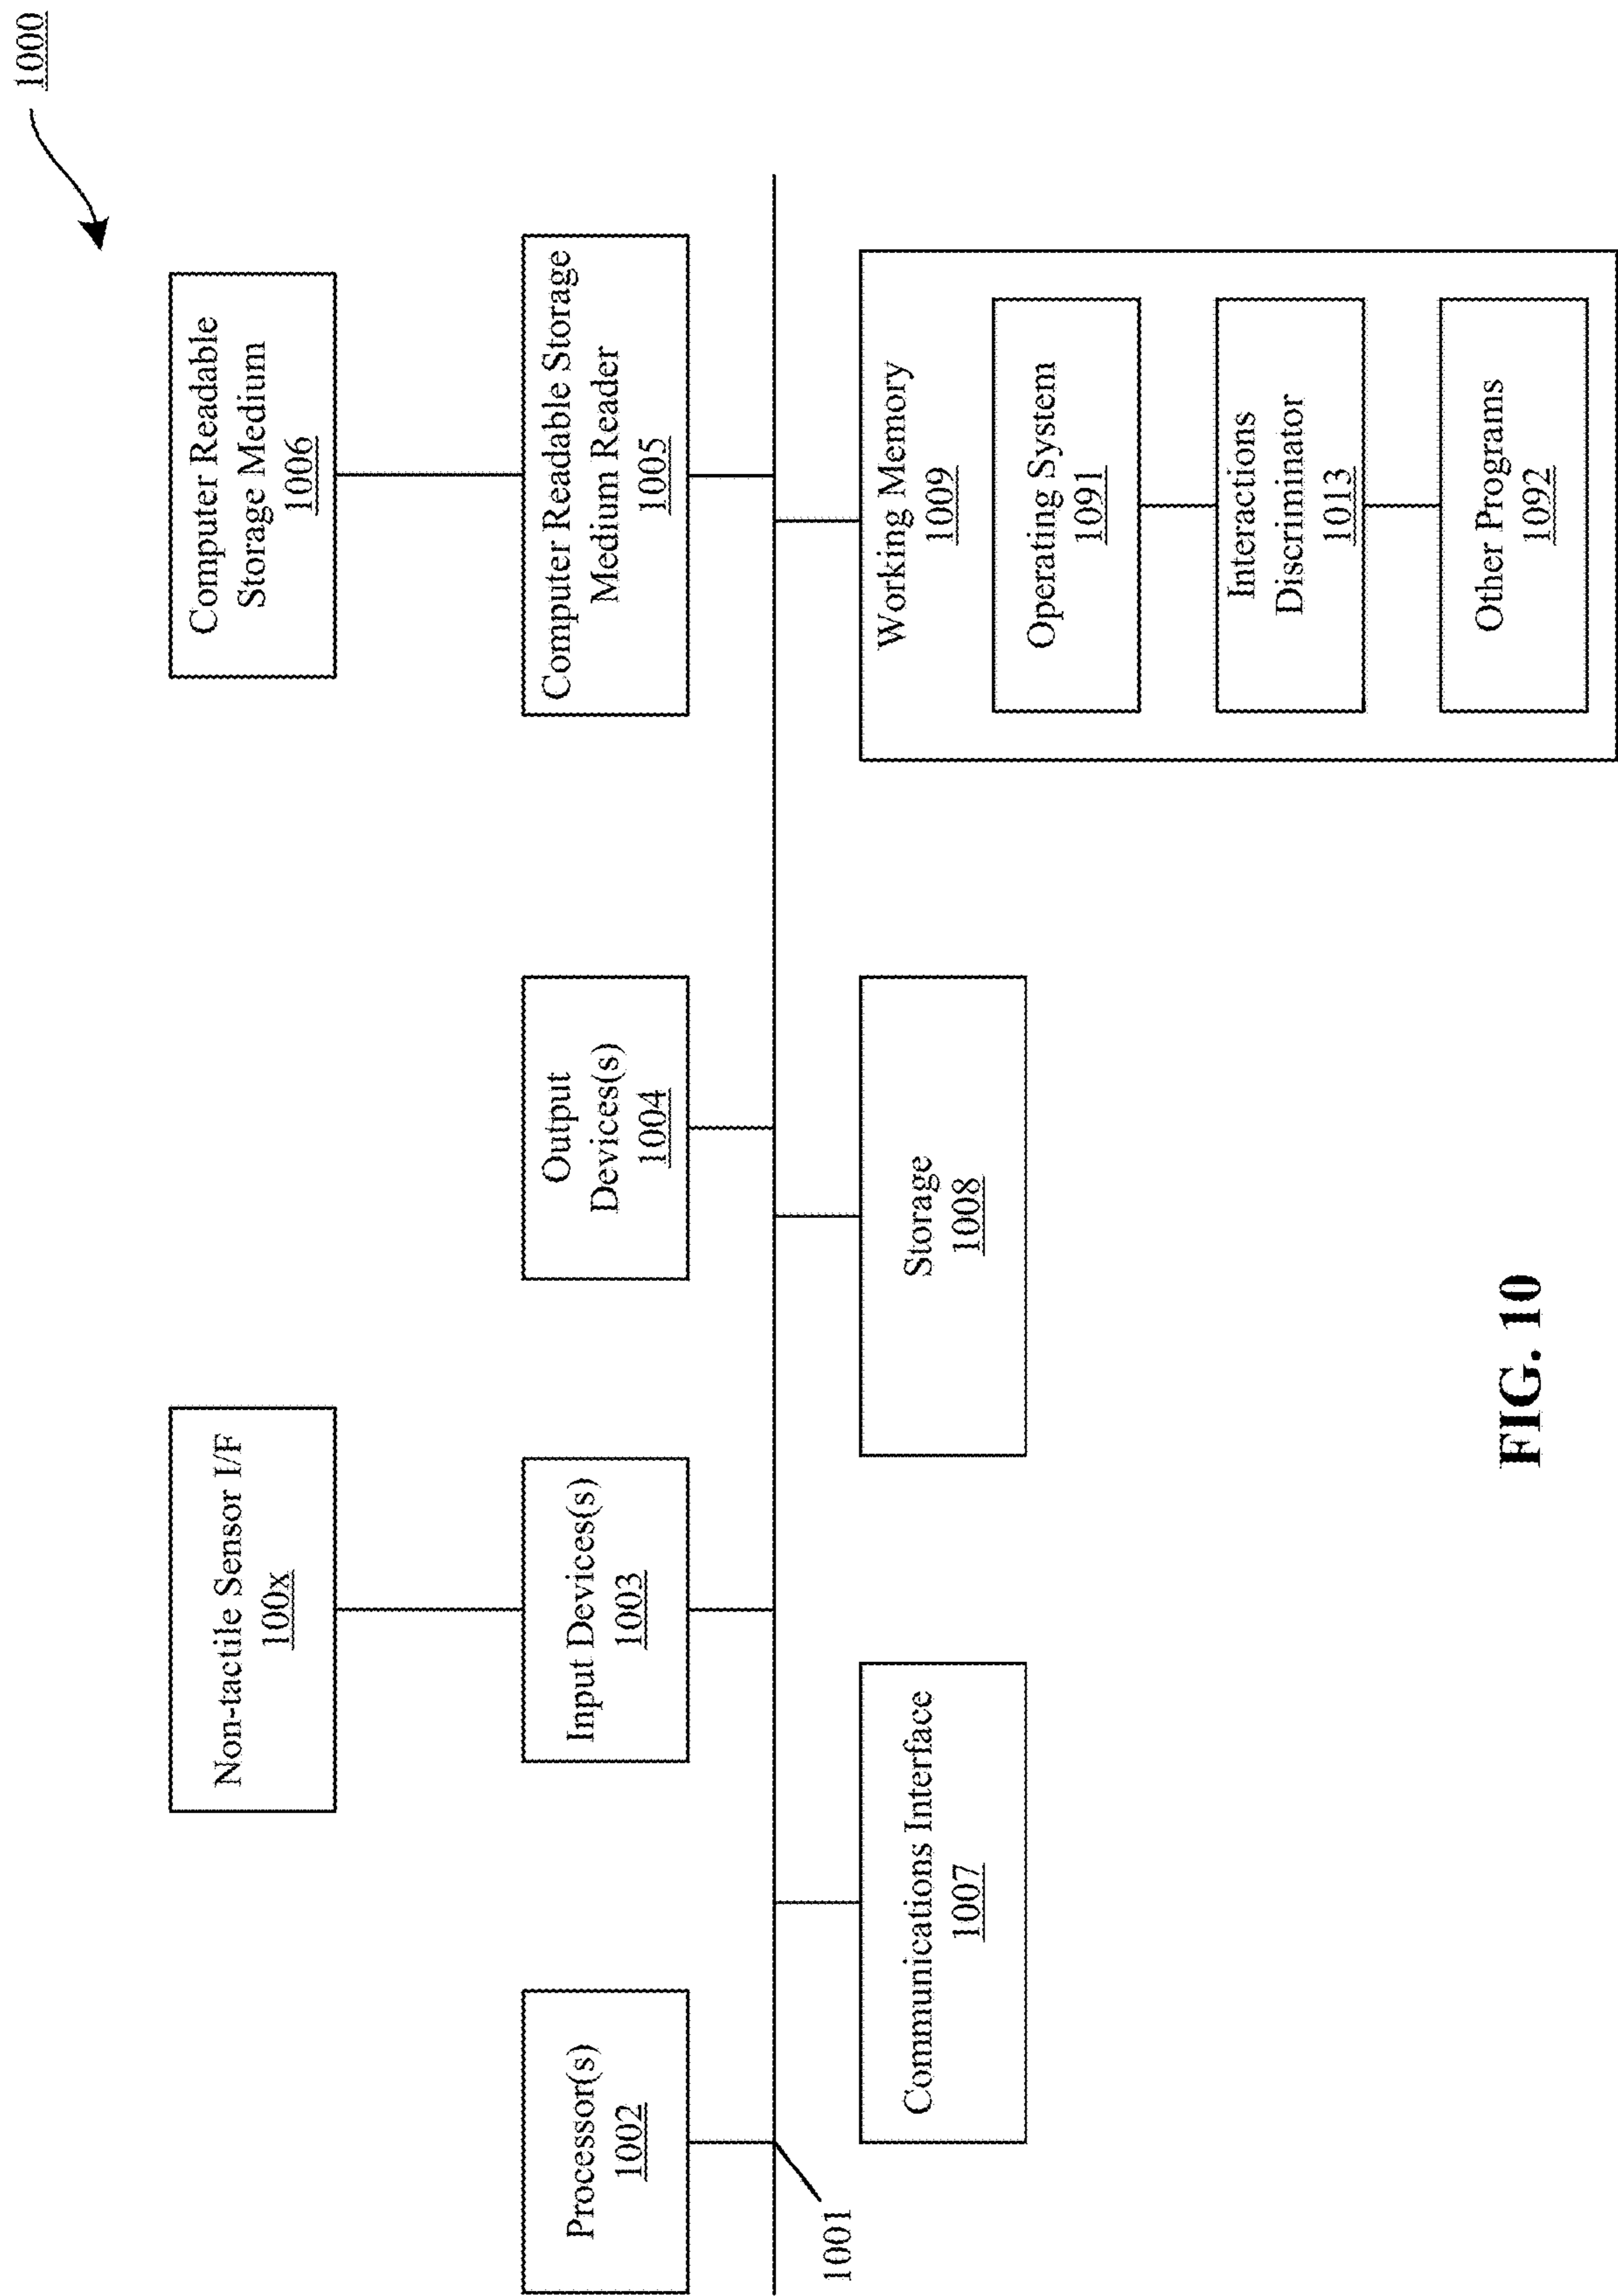 1000
Non-tactile Sensor I/F
100x
Computer Readable
Storage Medium
1006
Processor(s)
1002
Input Devices(s)
1003
Output
Devices(s)
1004
Computer Readable Storage
Medium Reader
1005
1001
Communications Interface
1007
Storage
1008
Working Memory
1009
Operating System
1091
Interactions
Discriminator
1013
Other Programs
1092
FIG. 10